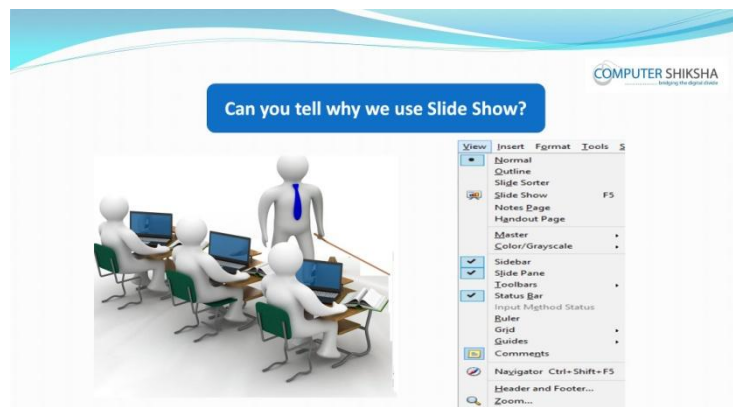 COMPUTER SHIKSHA
bridging the digital divide
Can you tell why we use Slide Show?
View Insert Format Tools S
Normal
Outline
Slide Sorter
Slide Show F5
Notes Page
Handout Page
Master
Color/Grayscale
Sidebar
Slide Pane
Toolbars
Status Bar
Input Method Status
Ruler
Grid
Guides
Comments
Navigator Ctrl+Shift+F5
Header and Footer...
Zoom...